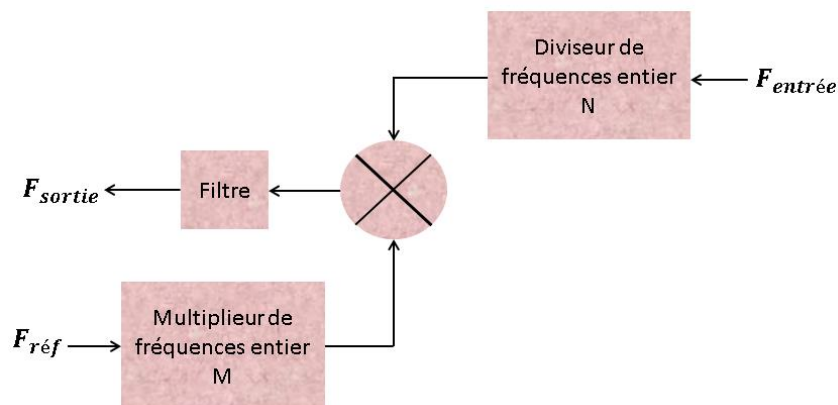 Diviseur de
fréquences entier
N
F_entrée
F_sortie
Filtre
F_réf
Multiplieur de
fréquences entier
M